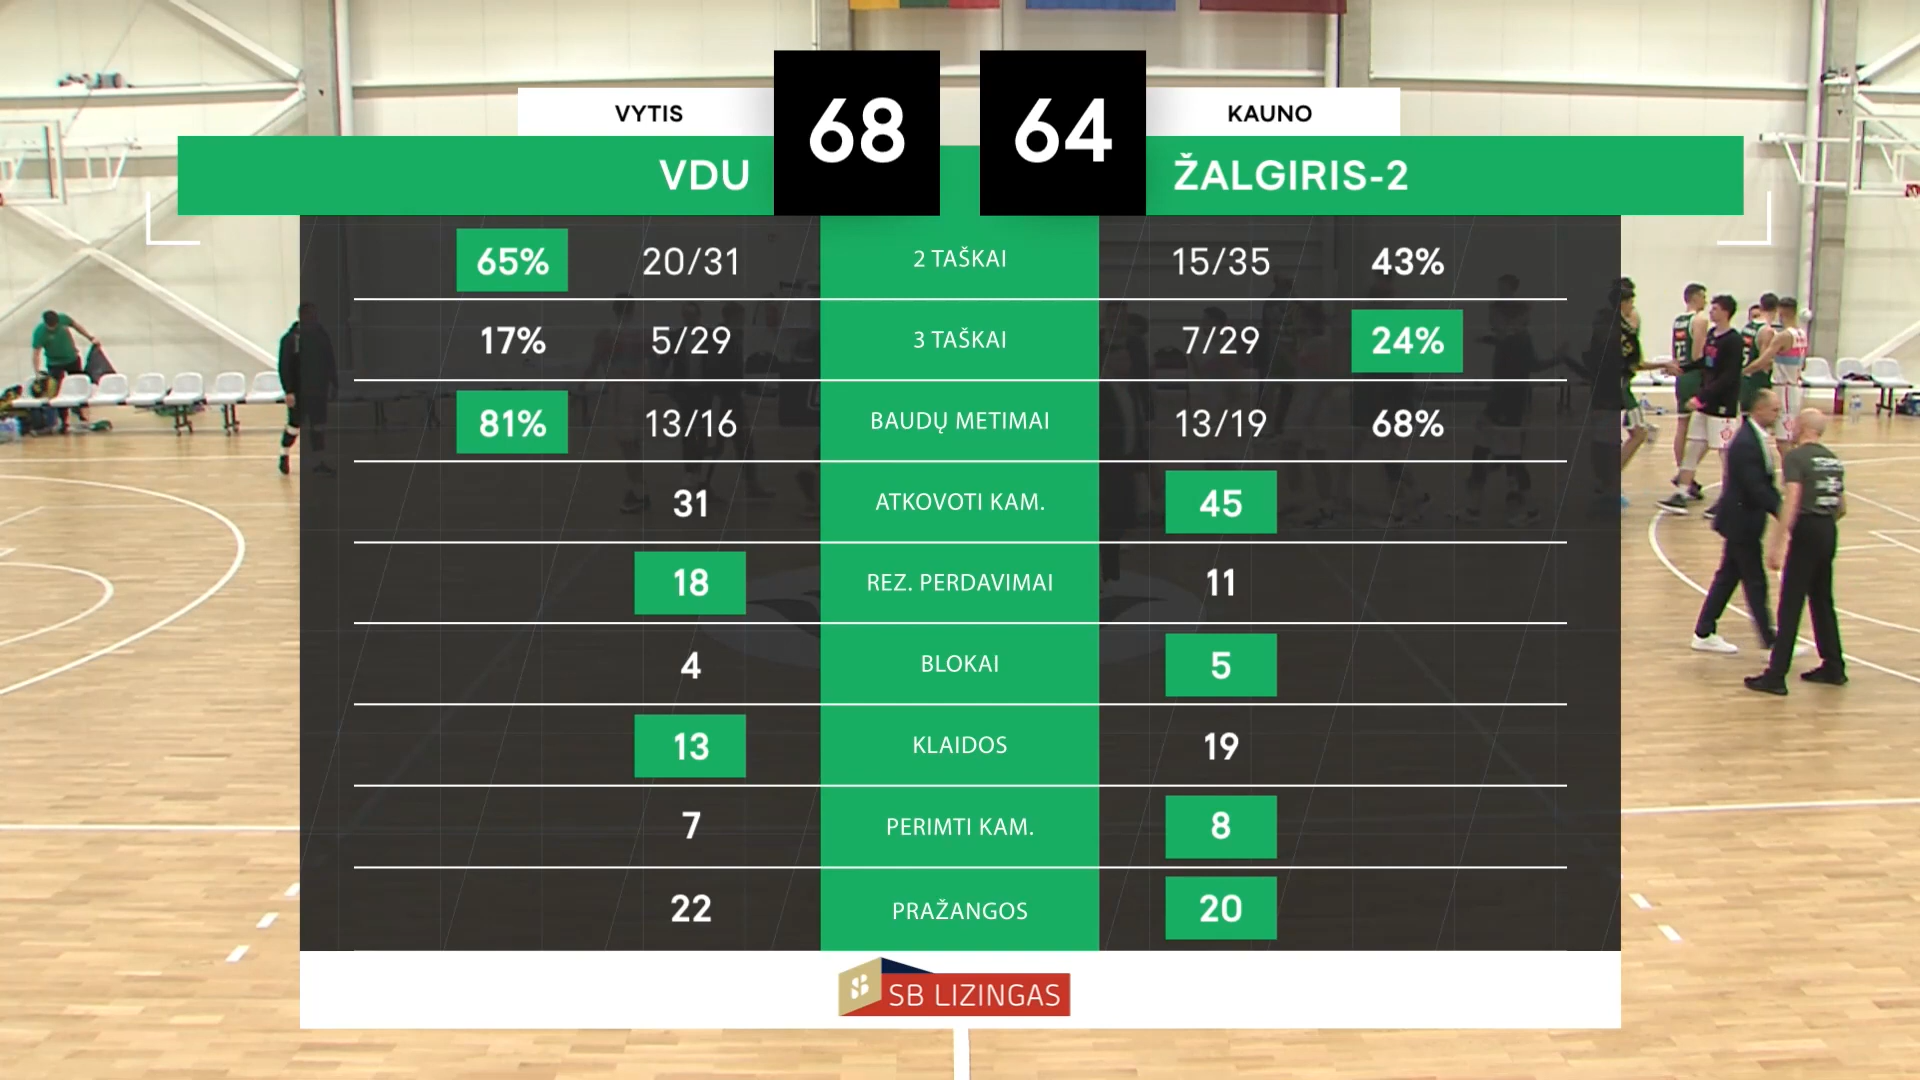 VYTIS
68
64
KAUNO
VDU
ŽALGIRIS-2
65% 20/31 2 TAŠKAI 15/35 43%
17% 5/29 3 TAŠKAI 7/29 24%
81% 13/16 BAUDŲ METIMAI 13/19 68%
31 ATKOVOTI KAM. 45
18 REZ. PERDAVIMAI 11
4 BLOKAI 5
13 KLAIDOS 19
7 PERIMTI KAM. 8
22 PRAŽANGOS 20
SB LIZINGAS